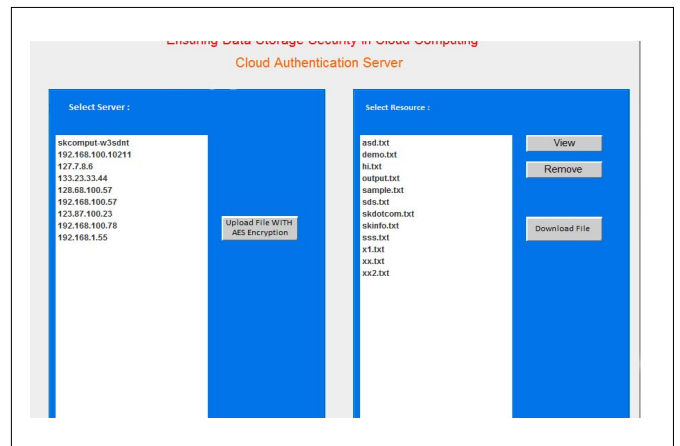 Ensuring Data Storage Security in Cloud Computing
Cloud Authentication Server
Select Server :
skcomput-w3sdnt
192.168.100.10211
127.7.8.6
133.23.33.44
128.68.100.57
192.168.100.57
123.87.100.23
192.168.100.78
192.168.1.55
Upload File WITH
AES Encryption
Select Resource :
asd.txt
demo.txt
hi.txt
output.txt
sample.txt
sds.txt
skdotcom.txt
skinfo.txt
sss.txt
x1.txt
xx.txt
xx2.txt
View
Remove
Download File